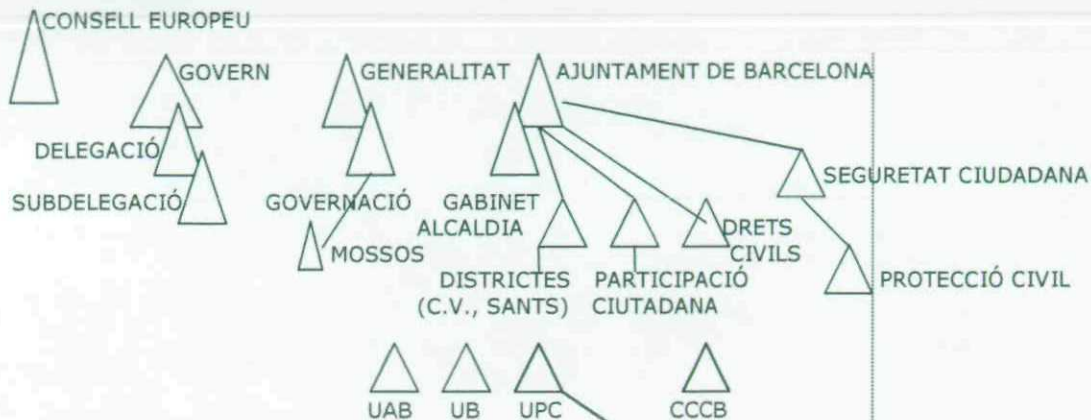 CONSELL EUROPEU
GOVERN
GENERALITAT
AJUNTAMENT DE BARCELONA
DELEGACIÓ
SUBDELEGACIÓ
GOVERNACIÓ
MOSSOS
GABINET
ALCALDIA
SEGURETAT CIUDADANA
DRETS
CIVILS
DISTRICTES
(C.V., SANTS)
PARTICIPACIÓ
CIUTADANA
PROTECCIÓ CIVIL
UAB
UB
UPC
CCCB